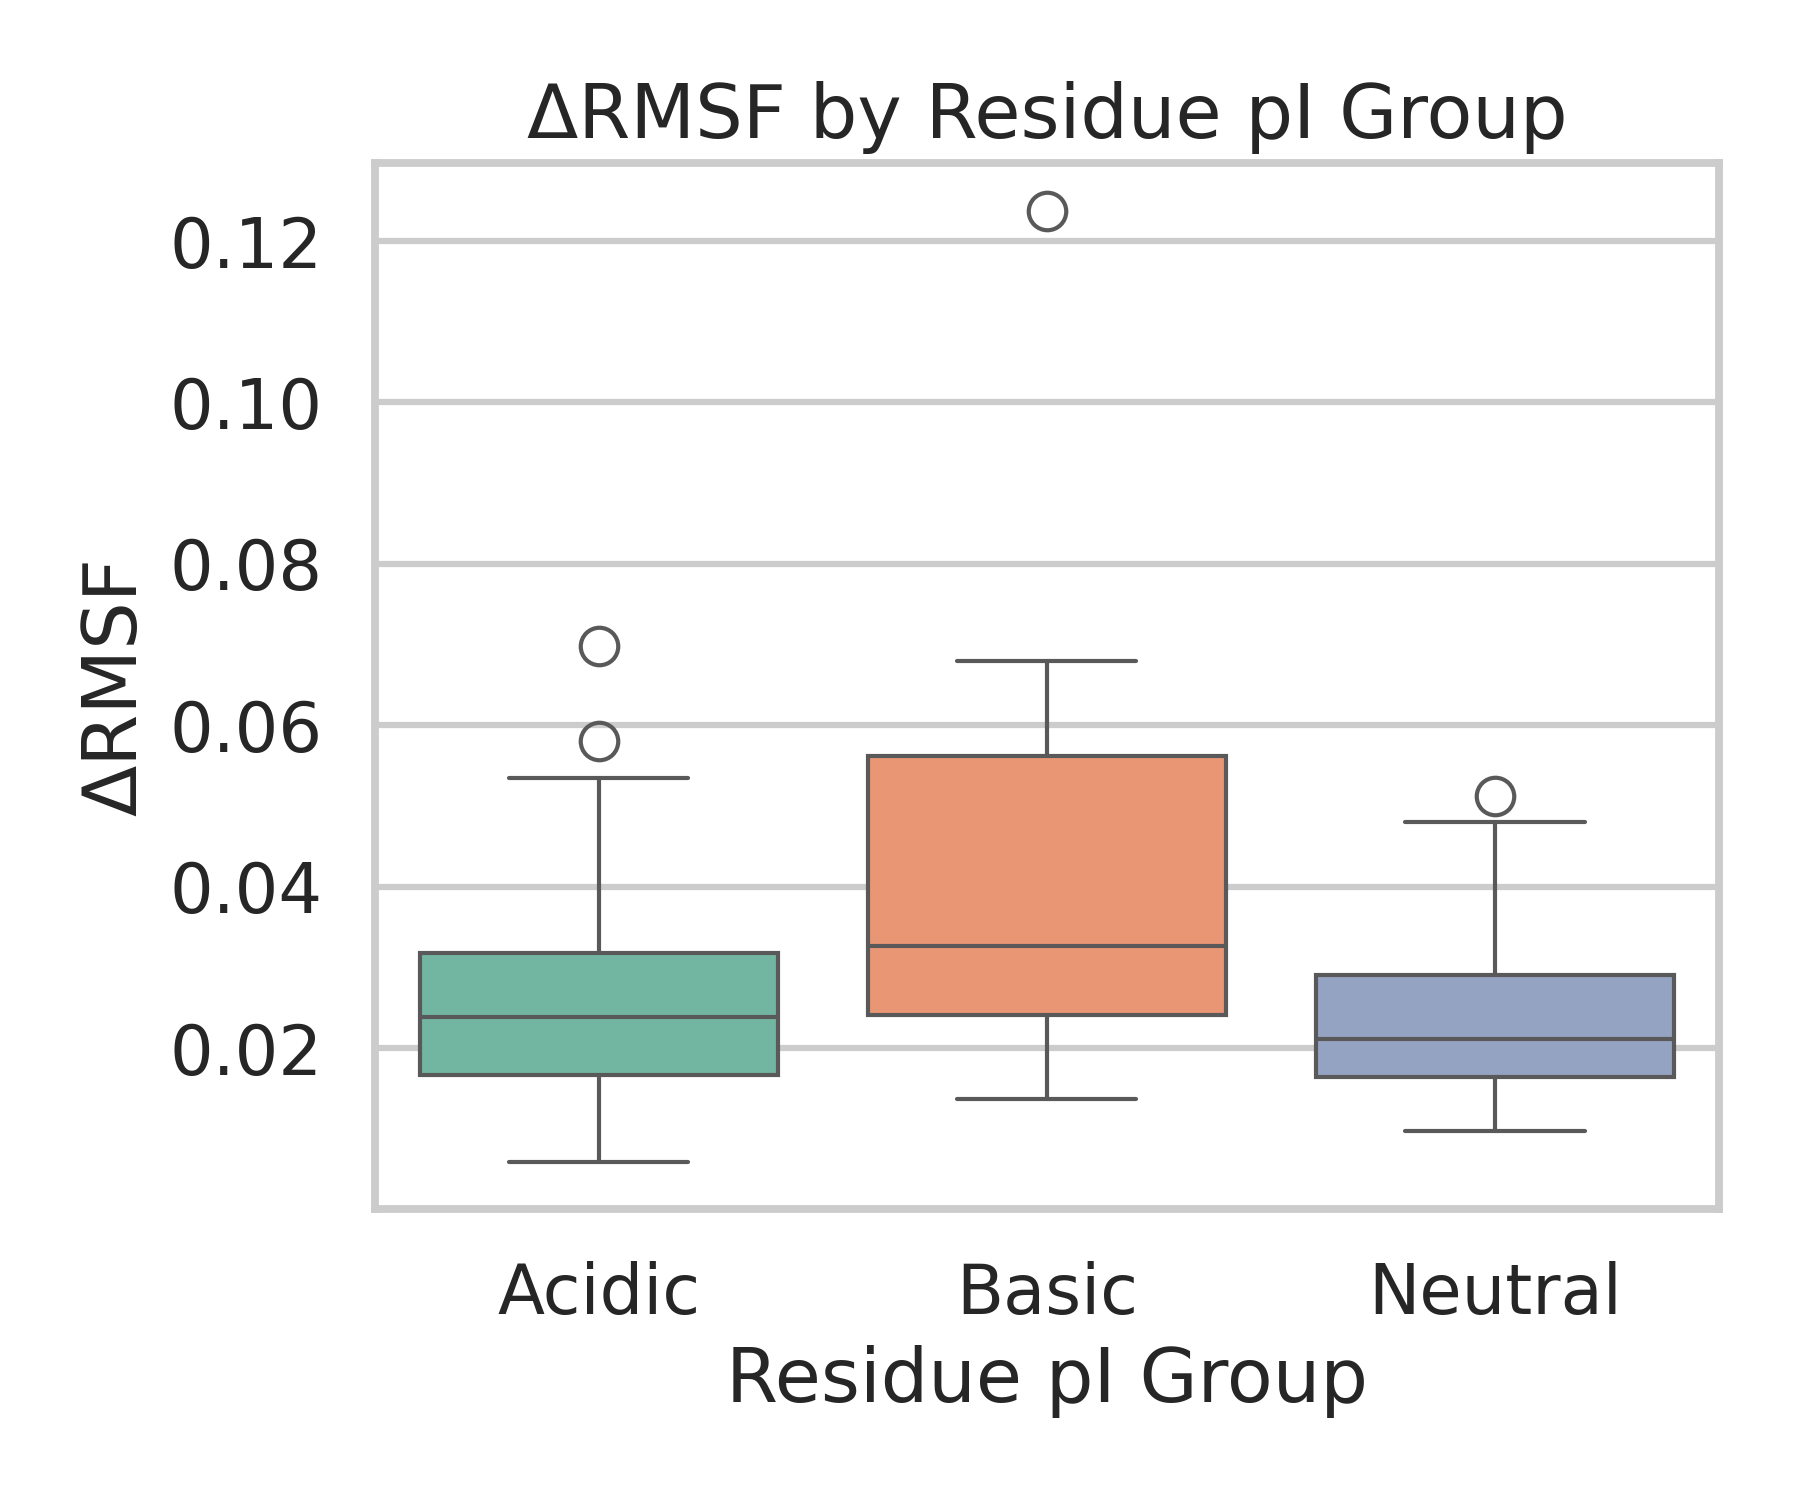 ΔRMSF by Residue pI Group
0.12
0.10
0.08
0.06
0.04
0.02
ΔRMSF
Acidic
Basic
Neutral
Residue pI Group